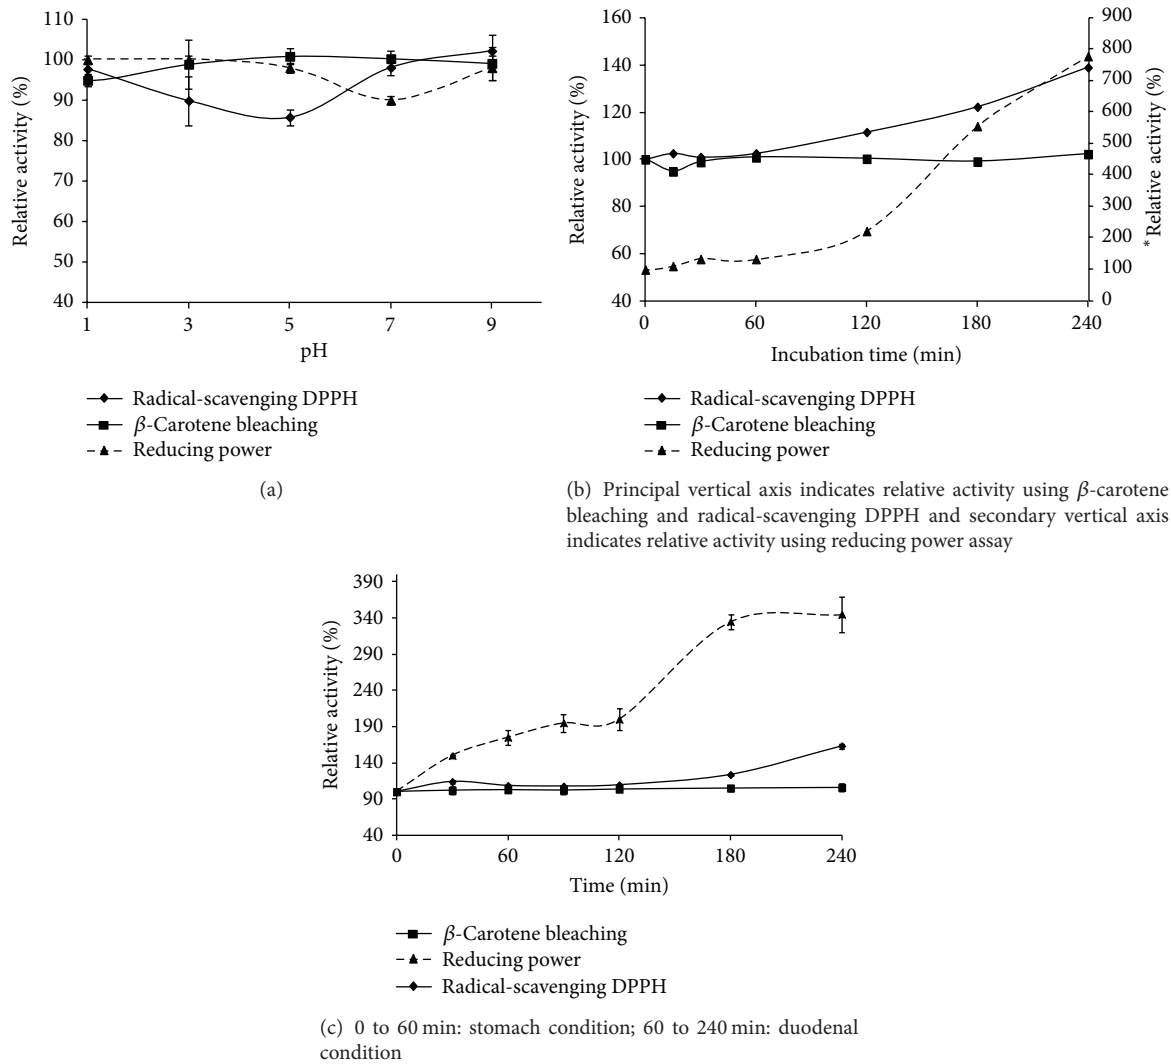 110
100
90
80
70
60
50
40
Relative activity (%)
1 3 5 7 9
pH
Radical-scavenging DPPH
β-Carotene bleaching
Reducing power
(a)
160
140
120
100
80
60
40
Relative activity (%)
900
800
700
600
500
400
300
200
100
0
*Relative activity (%)
0 60 120 180 240
Incubation time (min)
Radical-scavenging DPPH
β-Carotene bleaching
Reducing power
(b) Principal vertical axis indicates relative activity using β-carotene
bleaching and radical-scavenging DPPH and secondary vertical axis
indicates relative activity using reducing power assay
390
340
290
240
190
140
90
40
Relative activity (%)
0 60 120 180 240
Time (min)
β-Carotene bleaching
Reducing power
Radical-scavenging DPPH
(c) 0 to 60 min: stomach condition; 60 to 240 min: duodenal
condition